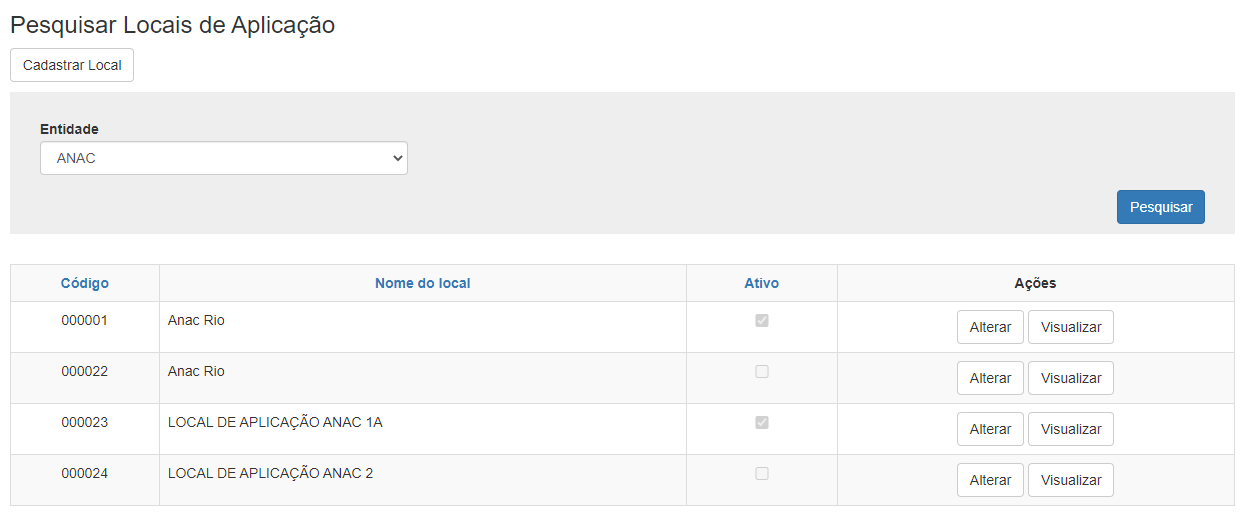 Pesquisar Locais de Aplicação
Cadastrar Local
Entidade
ANAC
Pesquisar
Código Nome do local Ativo Ações
000001 Anac Rio Alterar Visualizar
000022 Anac Rio Alterar Visualizar
000023 LOCAL DE APLICAÇÃO ANAC 1A Alterar Visualizar
000024 LOCAL DE APLICAÇÃO ANAC 2 Alterar Visualizar